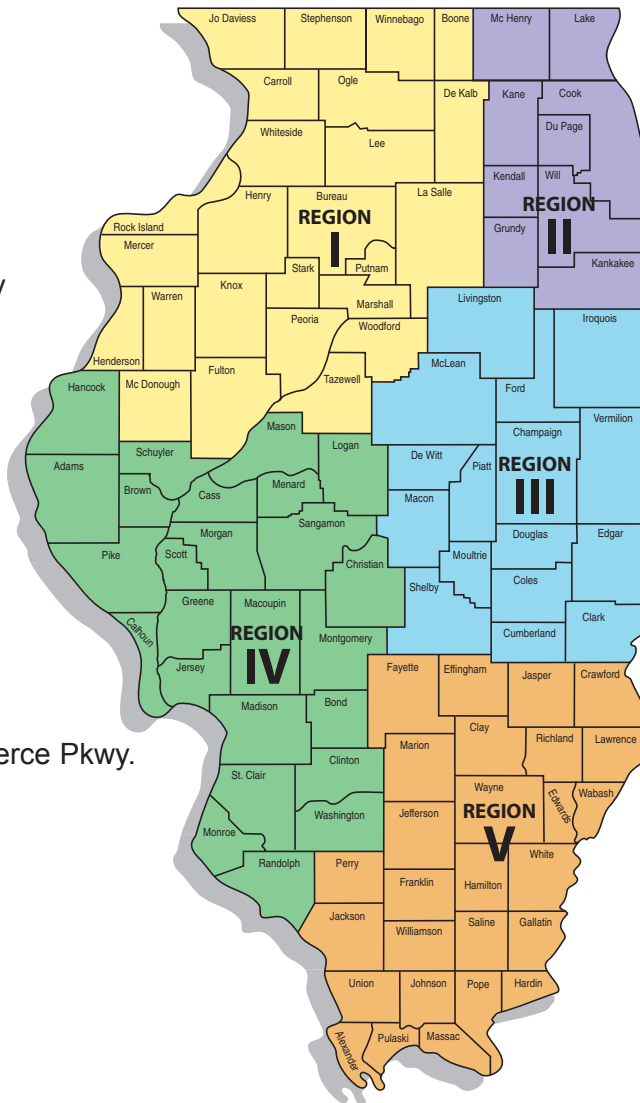 Jo Daviess
Stephenson
Winnebago
Boone
Mc Henry
Lake
Carroll
Ogle
De Kalb
Kane
Cook
Du Page
Whiteside
Lee
Kendall
Will
Henry
Bureau
La Salle
REGION
I
REGION
II
Rock Island
Grundy
Mercer
Stark
Putnam
Kankakee
y
Warren
Knox
Marshall
Livingston
Peoria
Woodford
Iroquois
Henderson
Fulton
Tazewell
McLean
Hancock
Mc Donough
Ford
Mason
Vermilion
Schuyler
Logan
Champaign
Adams
De Witt
Piatt
REGION
III
Brown
Cass
Menard
Macon
Sangamon
Morgan
Douglas
Edgar
Pike
Scott
Christian
Moultrie
Coles
Shelby
Greene
Macoupin
Clark
Calhoun
REGION
IV
Montgomery
Cumberland
Jersey
Fayette
Effingham
Jasper
Crawford
Madison
Bond
Clay
Richland
Lawrence
Marion
erce Pkwy.
Clinton
St. Clair
Wayne
Edwards
Wabash
REGION
V
Washington
Jefferson
Monroe
White
Randolph
Perry
Franklin
Hamilton
Jackson
Saline
Gallatin
Williamson
Union
Johnson
Pope
Hardin
Alexander
Pulaski
Massac